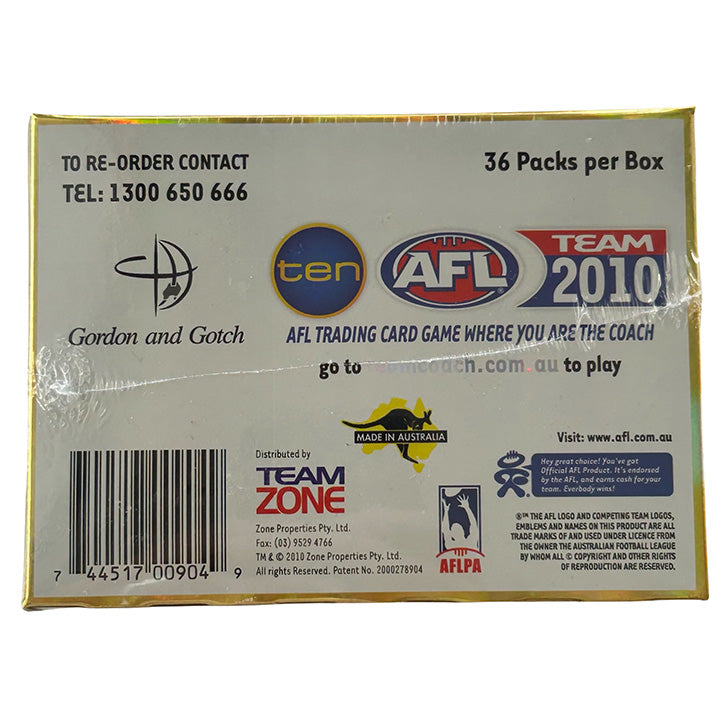 TO RE-ORDER CONTACT
TEL: 1300 650 666
36 Packs per Box
Gordon and Gotch
ten
AFL
TEAM
2010
AFL TRADING CARD GAME WHERE YOU ARE THE COACH
go to teamcoach.com.au to play
MADE IN AUSTRALIA
Visit: www.afl.com.au
Hey great choice! You've got
Official AFL Product. It's endorsed
by the AFL, and earns cash for your
team. Everybody wins!
Distributed by
TEAM
ZONE
Zone Properties Pty. Ltd.
Fax: (03) 9529 4766
TM & © 2010 Zone Properties Pty. Ltd.
All rights Reserved. Patent No. 2000278904
AFLPA
®™ THE AFL LOGO AND COMPETING TEAM LOGOS,
EMBLEMS AND NAMES ON THIS PRODUCT ARE ALL
TRADE MARKS OF AND USED UNDER LICENCE FROM
THE OWNER THE AUSTRALIAN FOOTBALL LEAGUE
BY WHOM ALL © COPYRIGHT AND OTHER RIGHTS
OF REPRODUCTION ARE RESERVED.
7 44517 00904 9